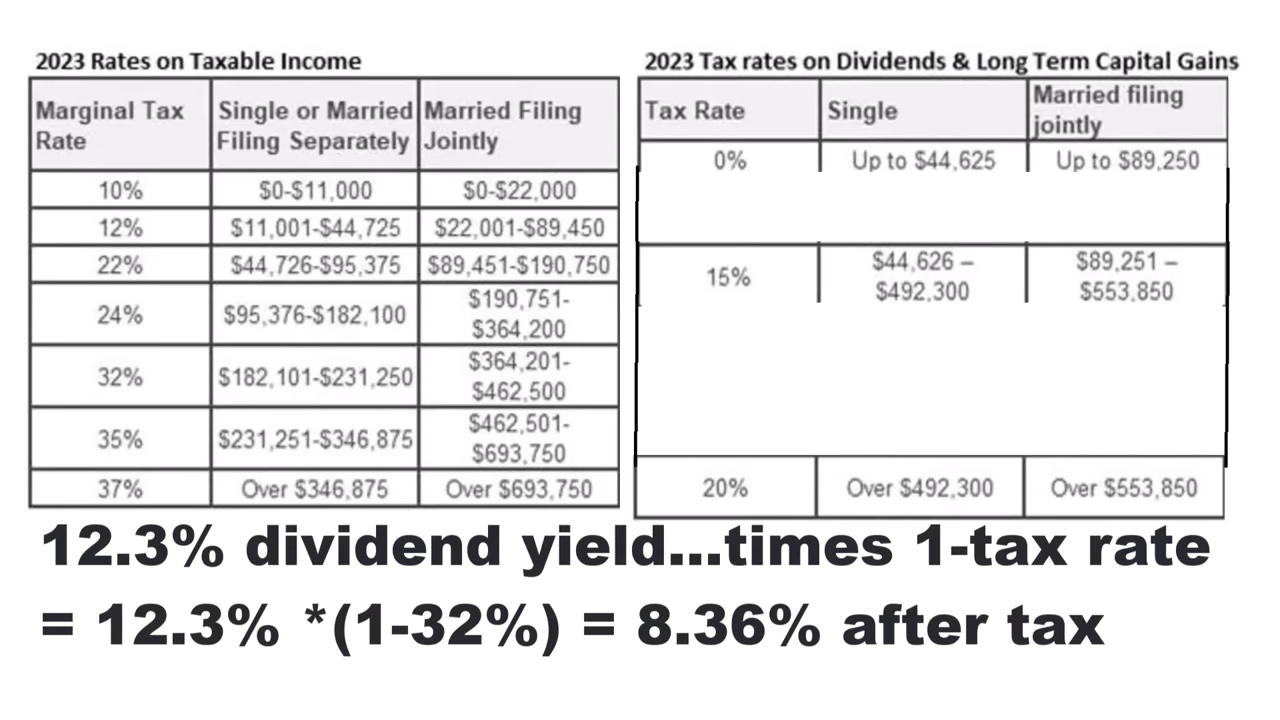 2023 Rates on Taxable Income
Marginal Tax Rate | Single or Married Filing Separately | Married Filing Jointly
10% | $0-$11,000 | $0-$22,000
12% | $11,001-$44,725 | $22,001-$89,450
22% | $44,726-$95,375 | $89,451-$190,750
24% | $95,376-$182,100 | $190,751-$364,200
32% | $182,101-$231,250 | $364,201-$462,500
35% | $231,251-$346,875 | $462,501-$693,750
37% | Over $346,875 | Over $693,750
2023 Tax rates on Dividends & Long Term Capital Gains
Tax Rate | Single | Married filing jointly
0% | Up to $44,625 | Up to $89,250
15% | $44,626 – $492,300 | $89,251 – $553,850
20% | Over $492,300 | Over $553,850
12.3% dividend yield...times 1-tax rate
= 12.3% *(1-32%) = 8.36% after tax